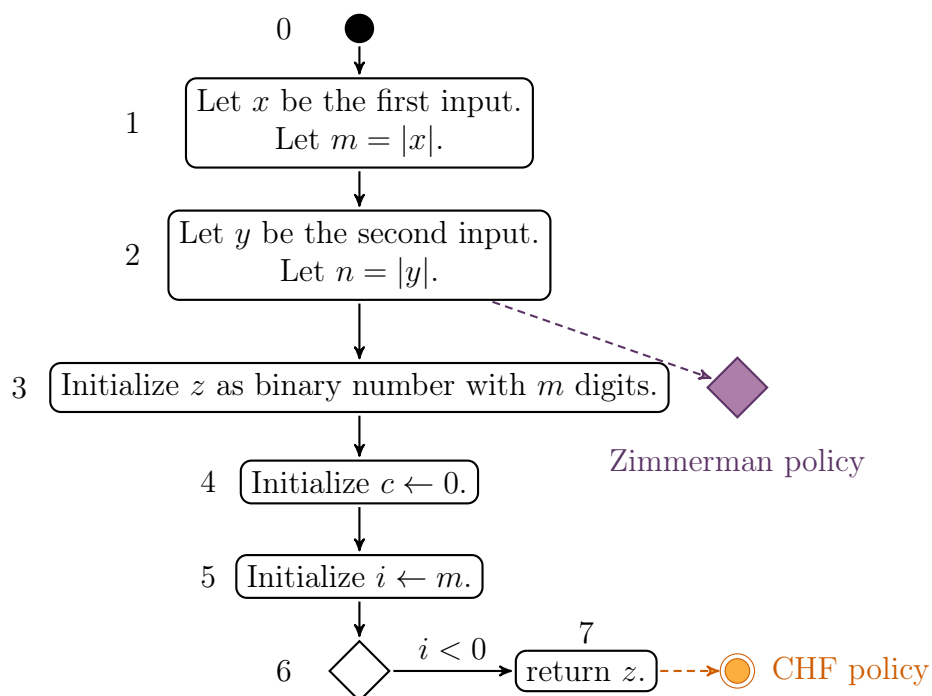 0
1
Let x be the first input.
Let m = |x|.
2
Let y be the second input.
Let n = |y|.
3
Initialize z as binary number with m digits.
Zimmerman policy
4
Initialize c ← 0.
5
Initialize i ← m.
6
i < 0
7
return z.
CHF policy